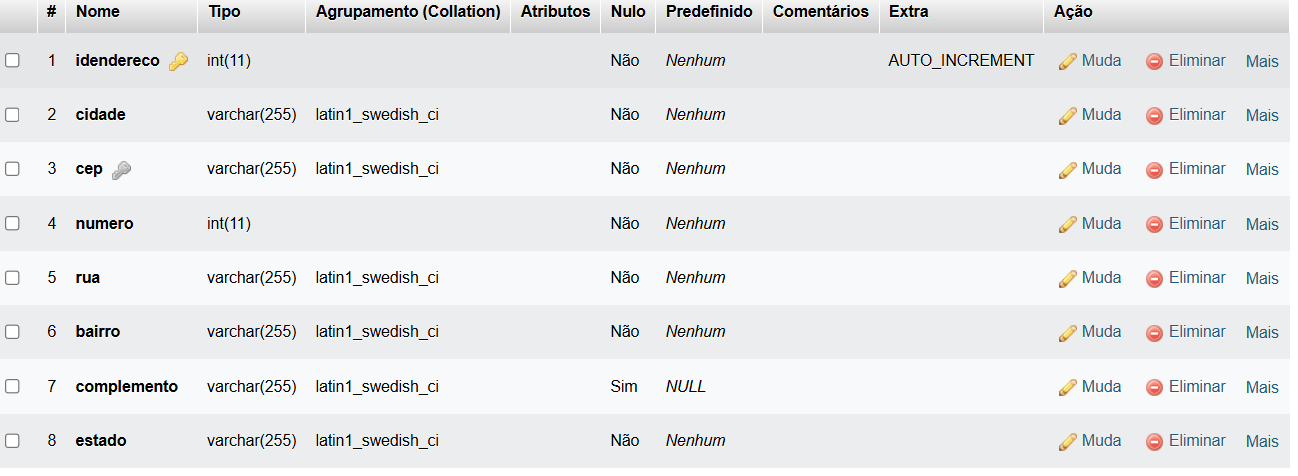 # Nome Tipo Agrupamento (Collation) Atributos Nulo Predefinido Comentários Extra Ação
1 idendereco int(11) Não Nenhum AUTO_INCREMENT Muda Eliminar Mais
2 cidade varchar(255) latin1_swedish_ci Não Nenhum Muda Eliminar Mais
3 cep varchar(255) latin1_swedish_ci Não Nenhum Muda Eliminar Mais
4 numero int(11) Não Nenhum Muda Eliminar Mais
5 rua varchar(255) latin1_swedish_ci Não Nenhum Muda Eliminar Mais
6 bairro varchar(255) latin1_swedish_ci Não Nenhum Muda Eliminar Mais
7 complemento varchar(255) latin1_swedish_ci Sim NULL Muda Eliminar Mais
8 estado varchar(255) latin1_swedish_ci Não Nenhum Muda Eliminar Mais